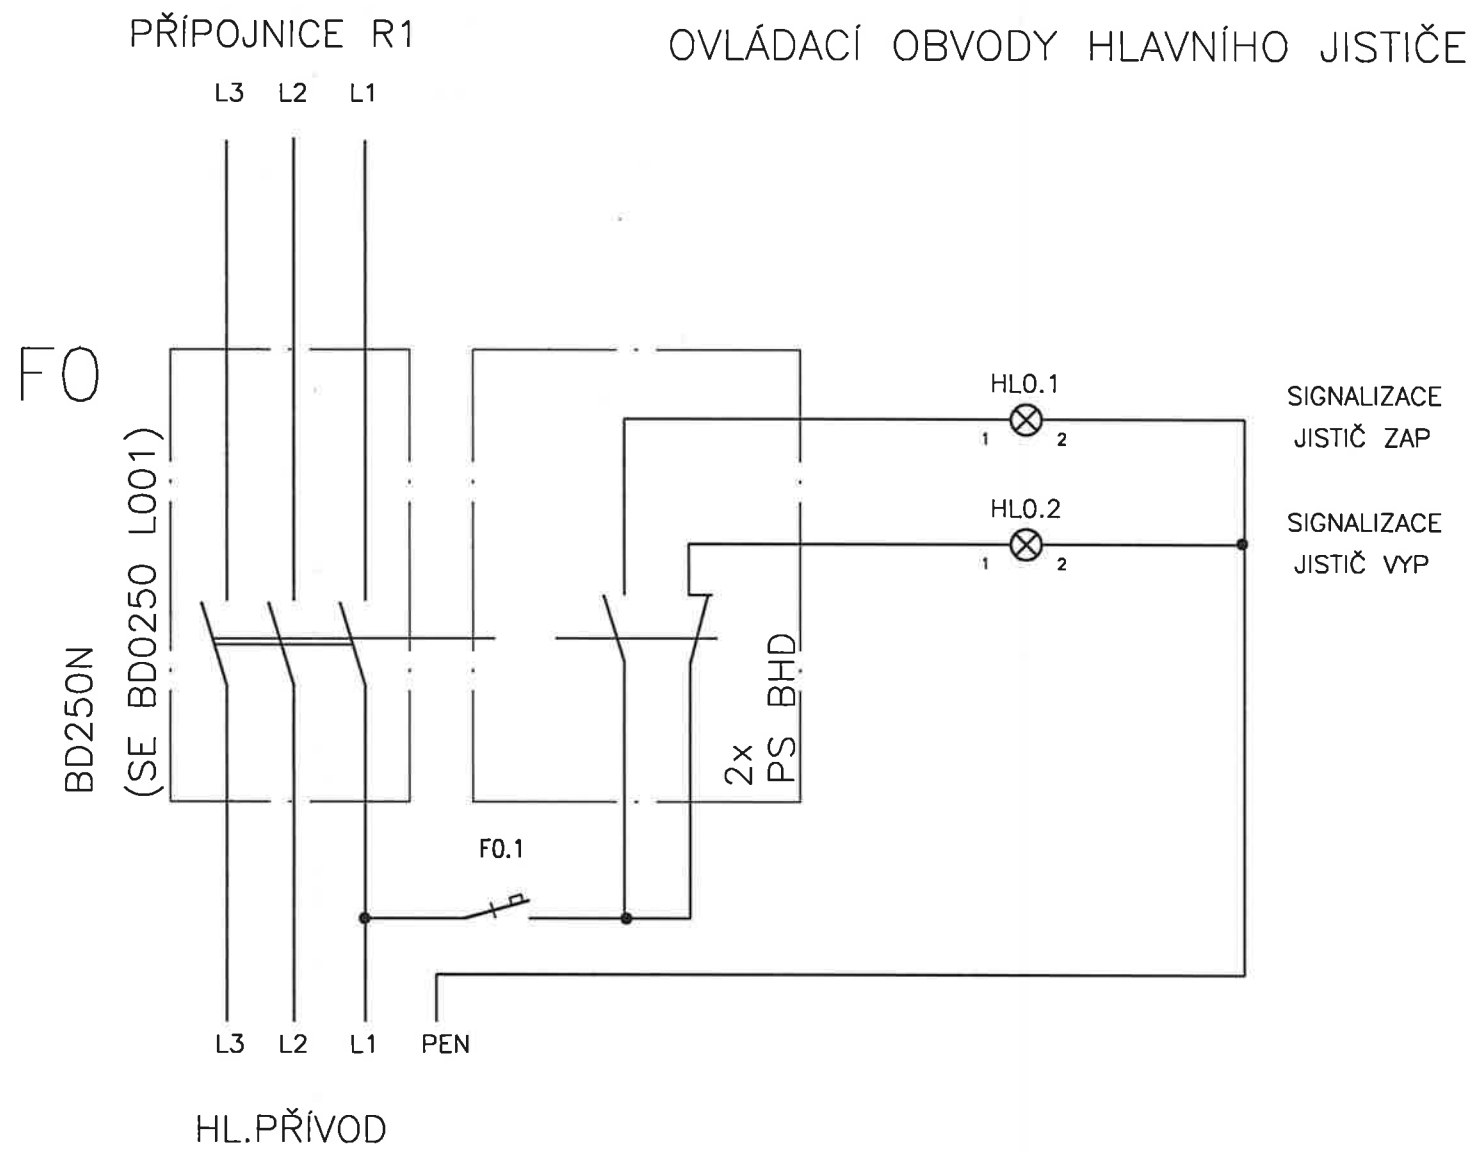 PŘÍPOJNICE R1
OVLÁDACÍ OBVODY HLAVNÍHO JISTIČE
L3 L2 L1
F0
BD250N
(SE BD0250 L001)
2x
PS BHD
HL0.1
1 2
SIGNALIZACE
JISTIČ ZAP
HL0.2
1 2
SIGNALIZACE
JISTIČ VYP
F0.1
L3 L2 L1 PEN
HL.PŘÍVOD